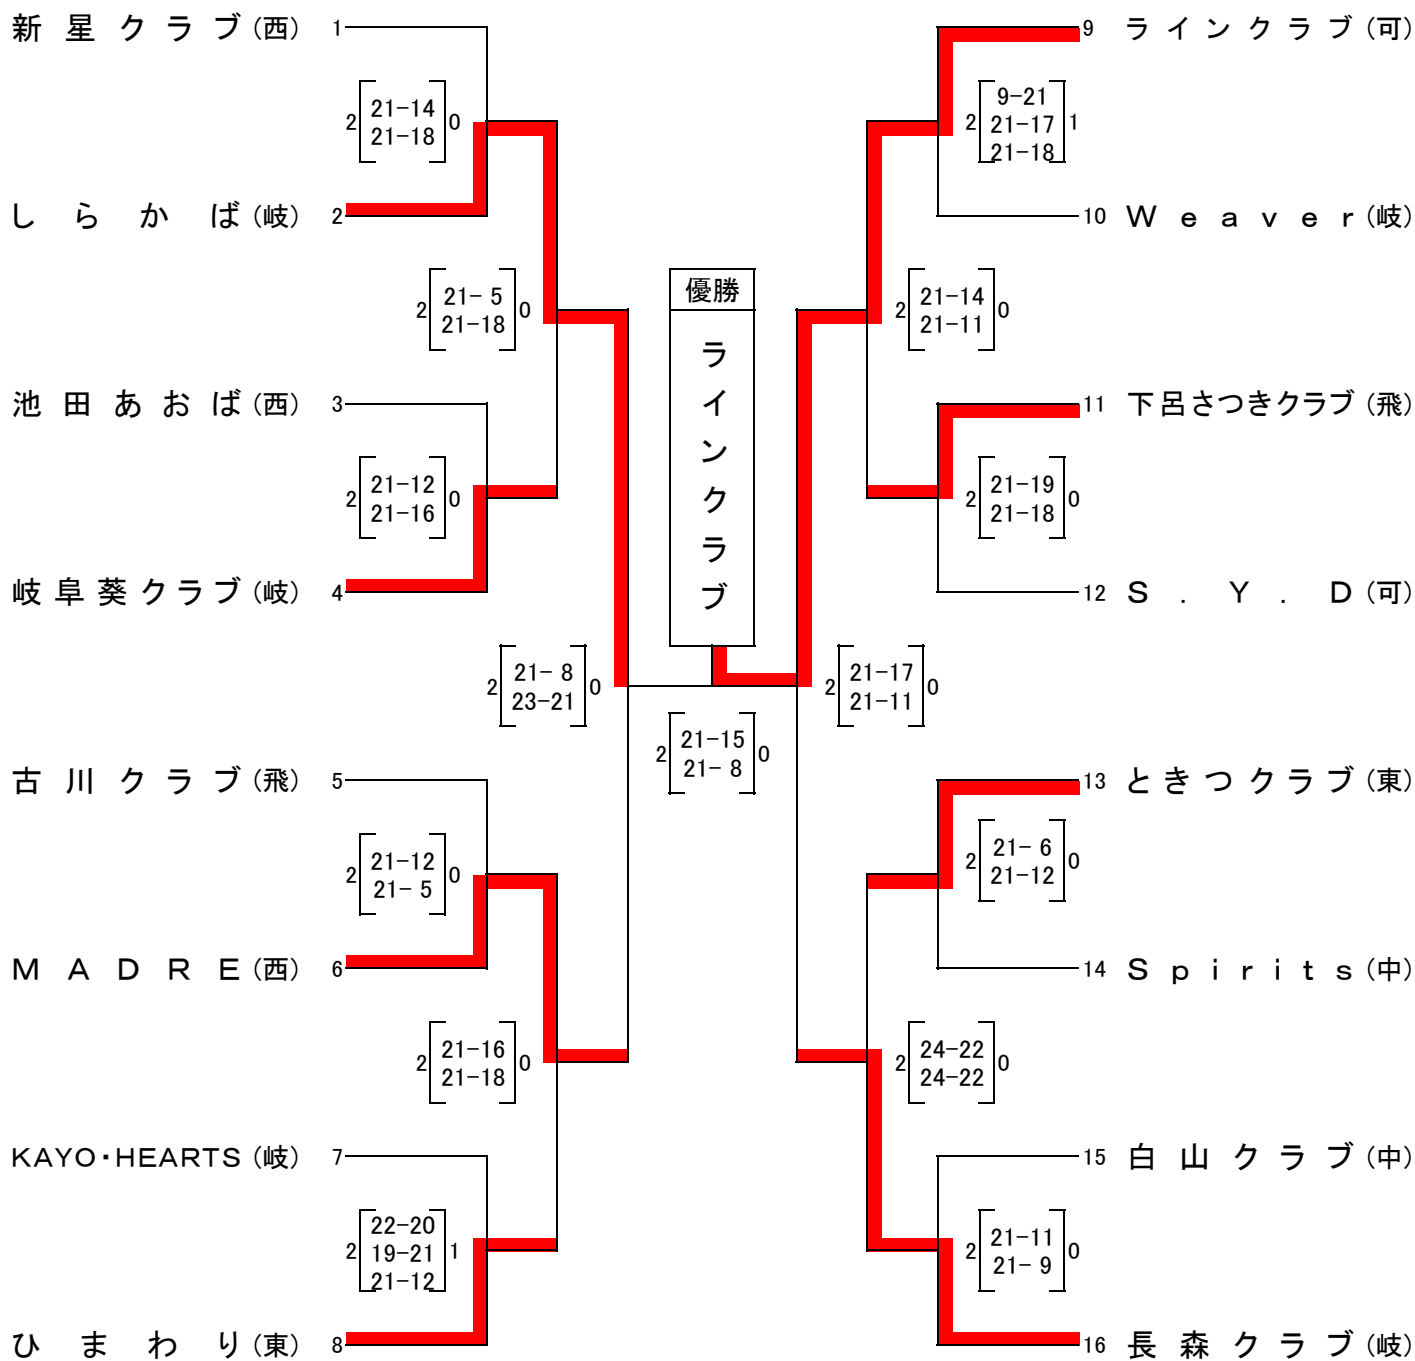 新星クラブ(西) 1
2 21-14 0
21-18
しらかば(岐) 2
2 21- 5 0
21-18
池田あおば(西) 3
2 21-12 0
21-16
岐阜葵クラブ(岐) 4
2 21- 8 0
23-21
古川クラブ(飛) 5
2 21-12 0
21- 5
MADRE(西) 6
2 21-16 0
21-18
KAYO・HEARTS(岐) 7
2 22-20 1
19-21
21-12
ひまわり(東) 8
優勝
ラインクラブ
2 21-15 0
21- 8
9 ラインクラブ(可)
2 9-21 1
21-17
21-18
10 Weaver(岐)
2 21-14 0
21-11
11 下呂さつきクラブ(飛)
2 21-19 0
21-18
12 S.Y.D(可)
2 21-17 0
21-11
13 ときつクラブ(東)
2 21- 6 0
21-12
14 Spirits(中)
2 24-22 0
24-22
15 白山クラブ(中)
2 21-11 0
21- 9
16 長森クラブ(岐)